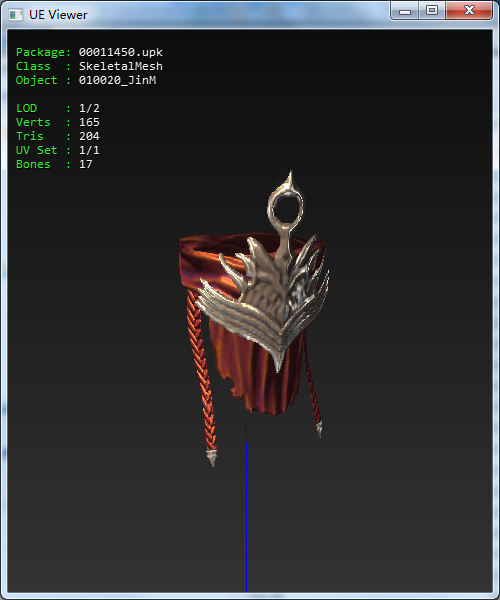 UE Viewer
Package: 00011450.upk
Class : SkeletalMesh
Object : 010020_JinM
LOD : 1/2
Verts : 165
Tris : 204
UV Set : 1/1
Bones : 17